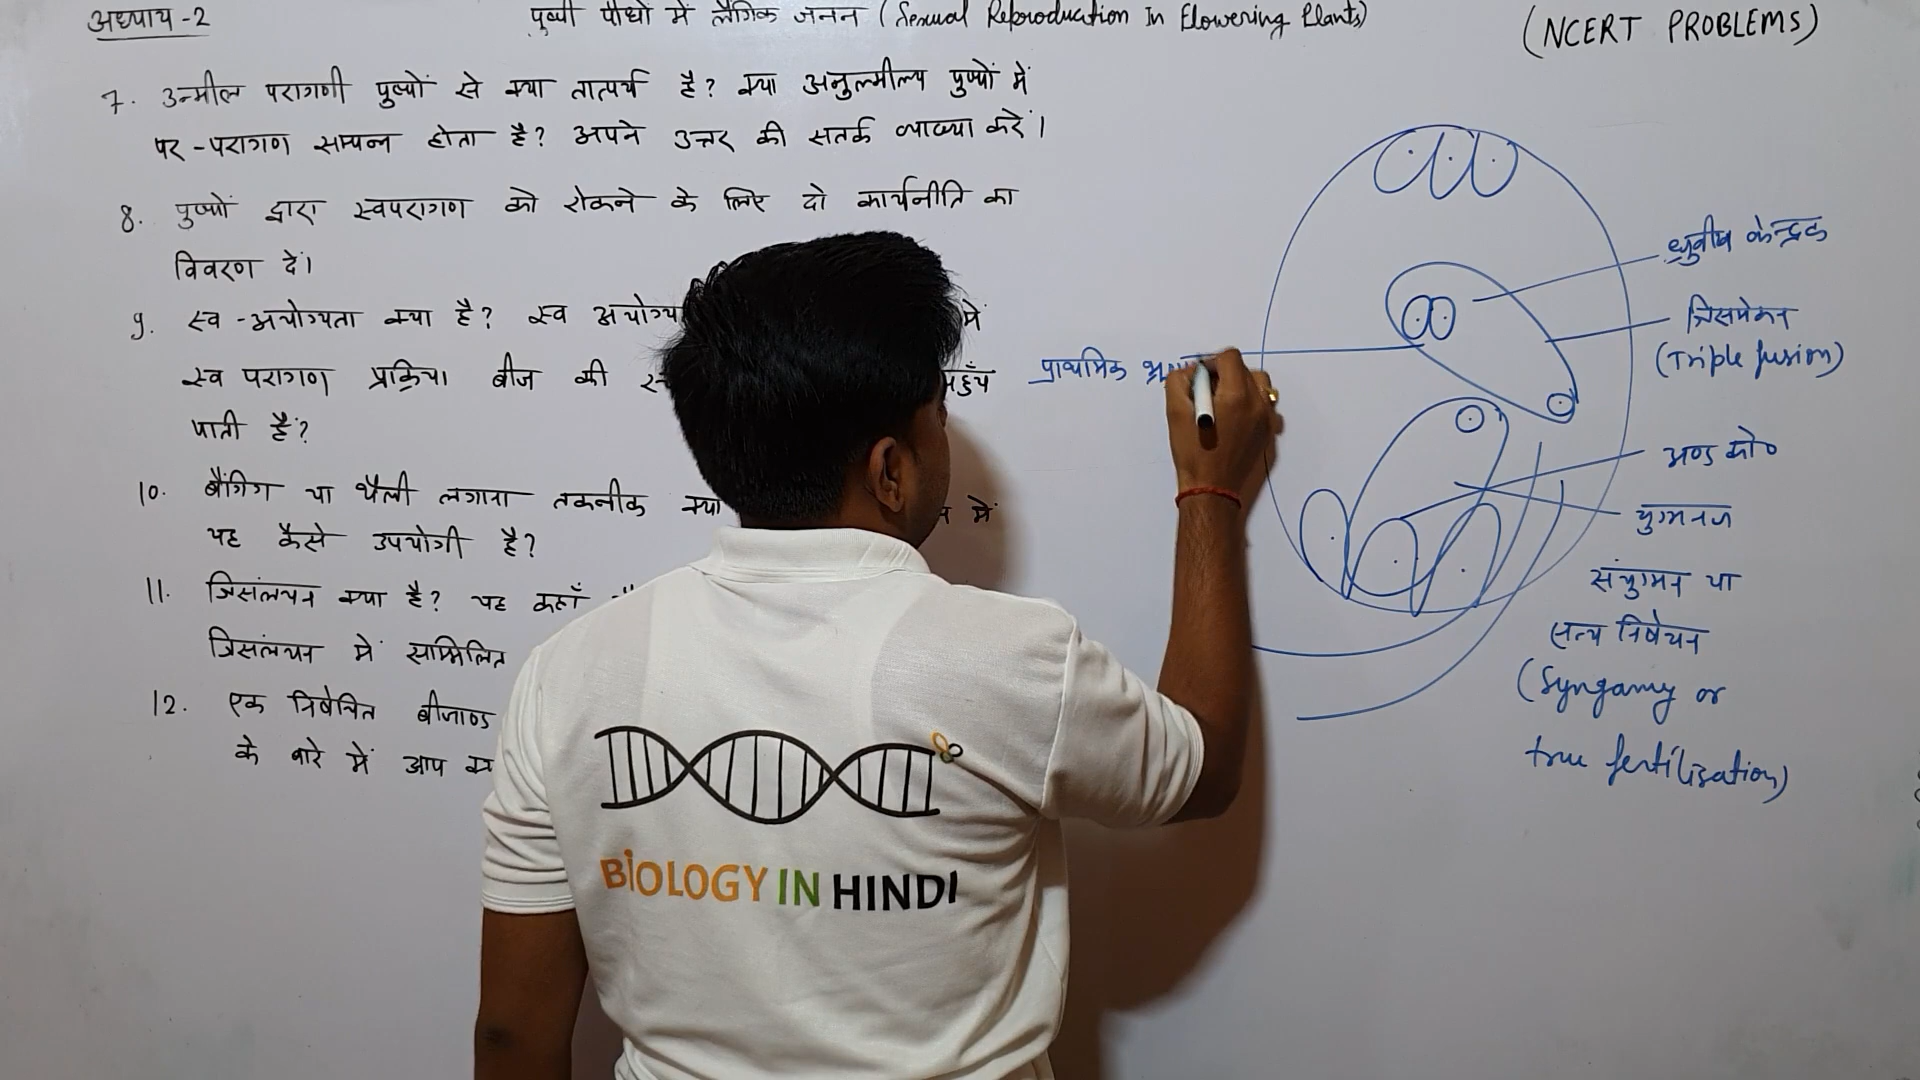 अध्याय -2
पुष्पी पौधों में लैंगिक जनन (Sexual Reproduction In Flowering Plants)
(NCERT PROBLEMS)
7. उन्मील परागणी पुष्पों से क्या तात्पर्य है? क्या अनुन्मील्य पुष्पों में
पर-परागण सम्पन्न होता है? अपने उत्तर की सतर्क व्याख्या करें।
8. पुष्पों द्वारा स्वपरागण को रोकने के लिए दो कार्यनीति का
विवरण दें।
9. स्व-अयोग्यता क्या है? स्व में
स्व परागण प्रक्रिया बीज की
पाती है?
10. बैगिंग या थैली लगाना तकनीक क्या में
यह कैसे उपयोगी है?
11. त्रिसंलयन क्या है? यह कहाँ
त्रिसंलयन में सम्मिलित
12. एक निषेचित बीजाण्ड
के बारे में आप
ध्रुवीय केन्द्रक
(Triple fusion)
प्राथमिक
अण्ड को०
युग्मनज
संयुग्मन या
सत्य निषेचन
(Syngamy or
true fertilization)
BIOLOGY IN HINDI